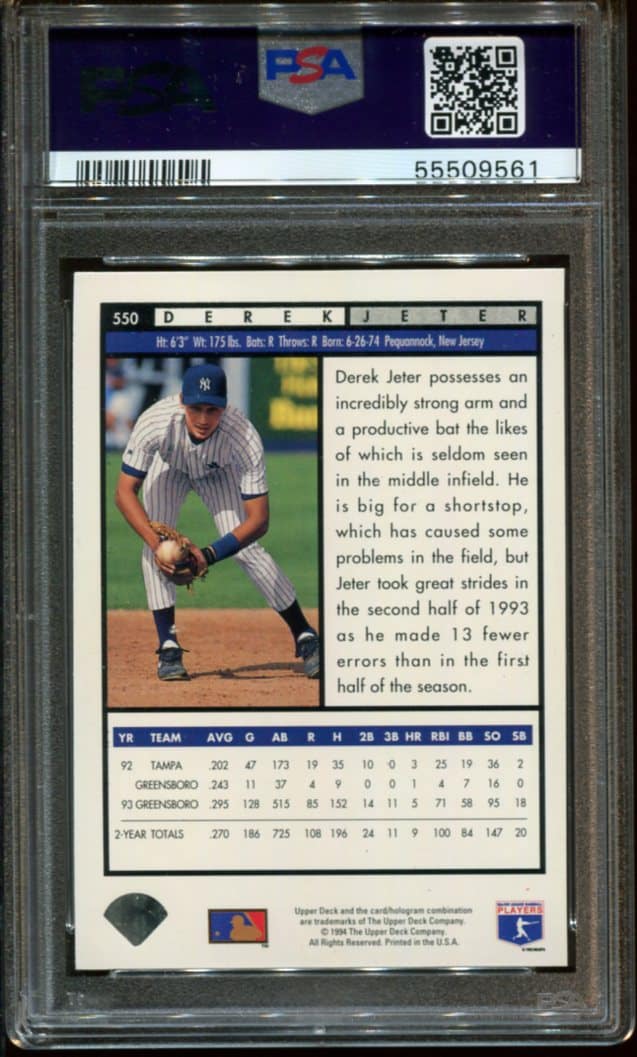 PSA
PSA
55509561
550 DEREK JETER
Ht: 6'3" Wt: 175 lbs. Bats: R Throws: R Born: 6-26-74 Pequannock, New Jersey
Derek Jeter possesses an
incredibly strong arm and
a productive bat the likes
of which is seldom seen
in the middle infield. He
is big for a shortstop,
which has caused some
problems in the field, but
Jeter took great strides in
the second half of 1993
as he made 13 fewer
errors than in the first
half of the season.
YR TEAM AVG G AB R H 2B 3B HR RBI BB SO SB
92 TAMPA .202 47 173 19 35 10 0 3 25 19 36 2
GREENSBORO .243 11 37 4 9 0 0 1 4 7 16 0
93 GREENSBORO .295 128 515 85 152 14 11 5 71 58 95 18
2-YEAR TOTALS .270 186 725 108 196 24 11 9 100 84 147 20
Upper Deck and the card/hologram combination
are trademarks of The Upper Deck Company.
© 1994 The Upper Deck Company.
All Rights Reserved. Printed in the U.S.A.
TM
MAJOR LEAGUE BASEBALL
PLAYERS
PSA